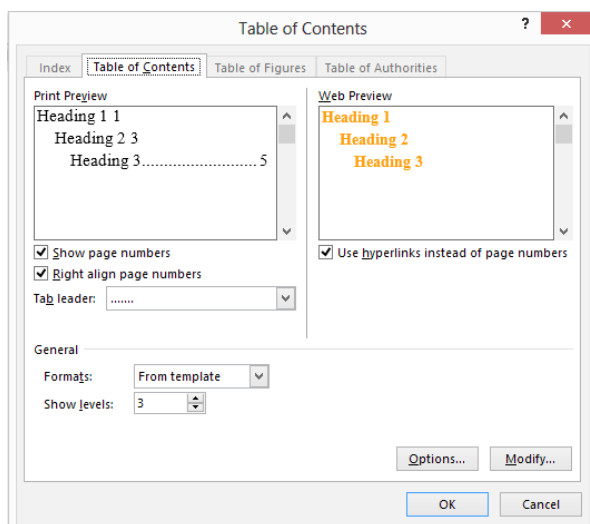 Table of Contents ?
Index Table of Contents Table of Figures Table of Authorities
Print Preview
Heading 1 1
Heading 2 3
Heading 3.......................... 5
Show page numbers
Right align page numbers
Tab leader: .......
Web Preview
Heading 1
Heading 2
Heading 3
Use hyperlinks instead of page numbers
General
Formats: From template
Show levels: 3
Options... Modify...
OK Cancel